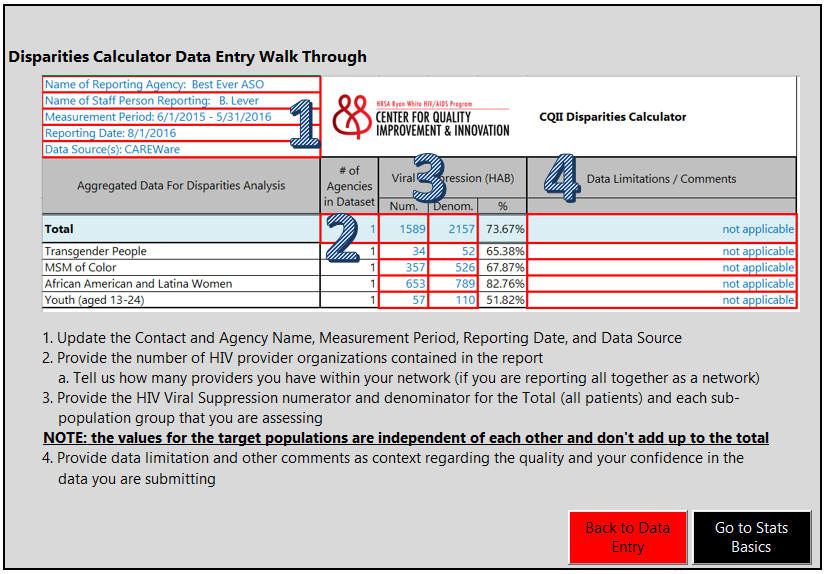 Disparities Calculator Data Entry Walk Through
Name of Reporting Agency: Best Ever ASO
Name of Staff Person Reporting: B. Lever
Measurement Period: 6/1/2015 - 5/31/2016
Reporting Date: 8/1/2016
Data Source(s): CAREWare
1
HRSA Ryan White HIV/AIDS Program
CENTER FOR QUALITY
IMPROVEMENT & INNOVATION
CQII Disparities Calculator
Aggregated Data For Disparities Analysis
# of
Agencies
in Dataset
Viral pression (HAB)
3
Num. Denom. %
4
Data Limitations / Comments
Total 1 1589 2157 73.67% not applicable
2
Transgender People 1 34 52 65.38% not applicable
MSM of Color 1 357 526 67.87% not applicable
African American and Latina Women 1 653 789 82.76% not applicable
Youth (aged 13-24) 1 57 110 51.82% not applicable
1. Update the Contact and Agency Name, Measurement Period, Reporting Date, and Data Source
2. Provide the number of HIV provider organizations contained in the report
a. Tell us how many providers you have within your network (if you are reporting all together as a network)
3. Provide the HIV Viral Suppression numerator and denominator for the Total (all patients) and each sub-
population group that you are assessing
NOTE: the values for the target populations are independent of each other and don't add up to the total
4. Provide data limitation and other comments as context regarding the quality and your confidence in the
data you are submitting
Back to Data
Entry
Go to Stats
Basics